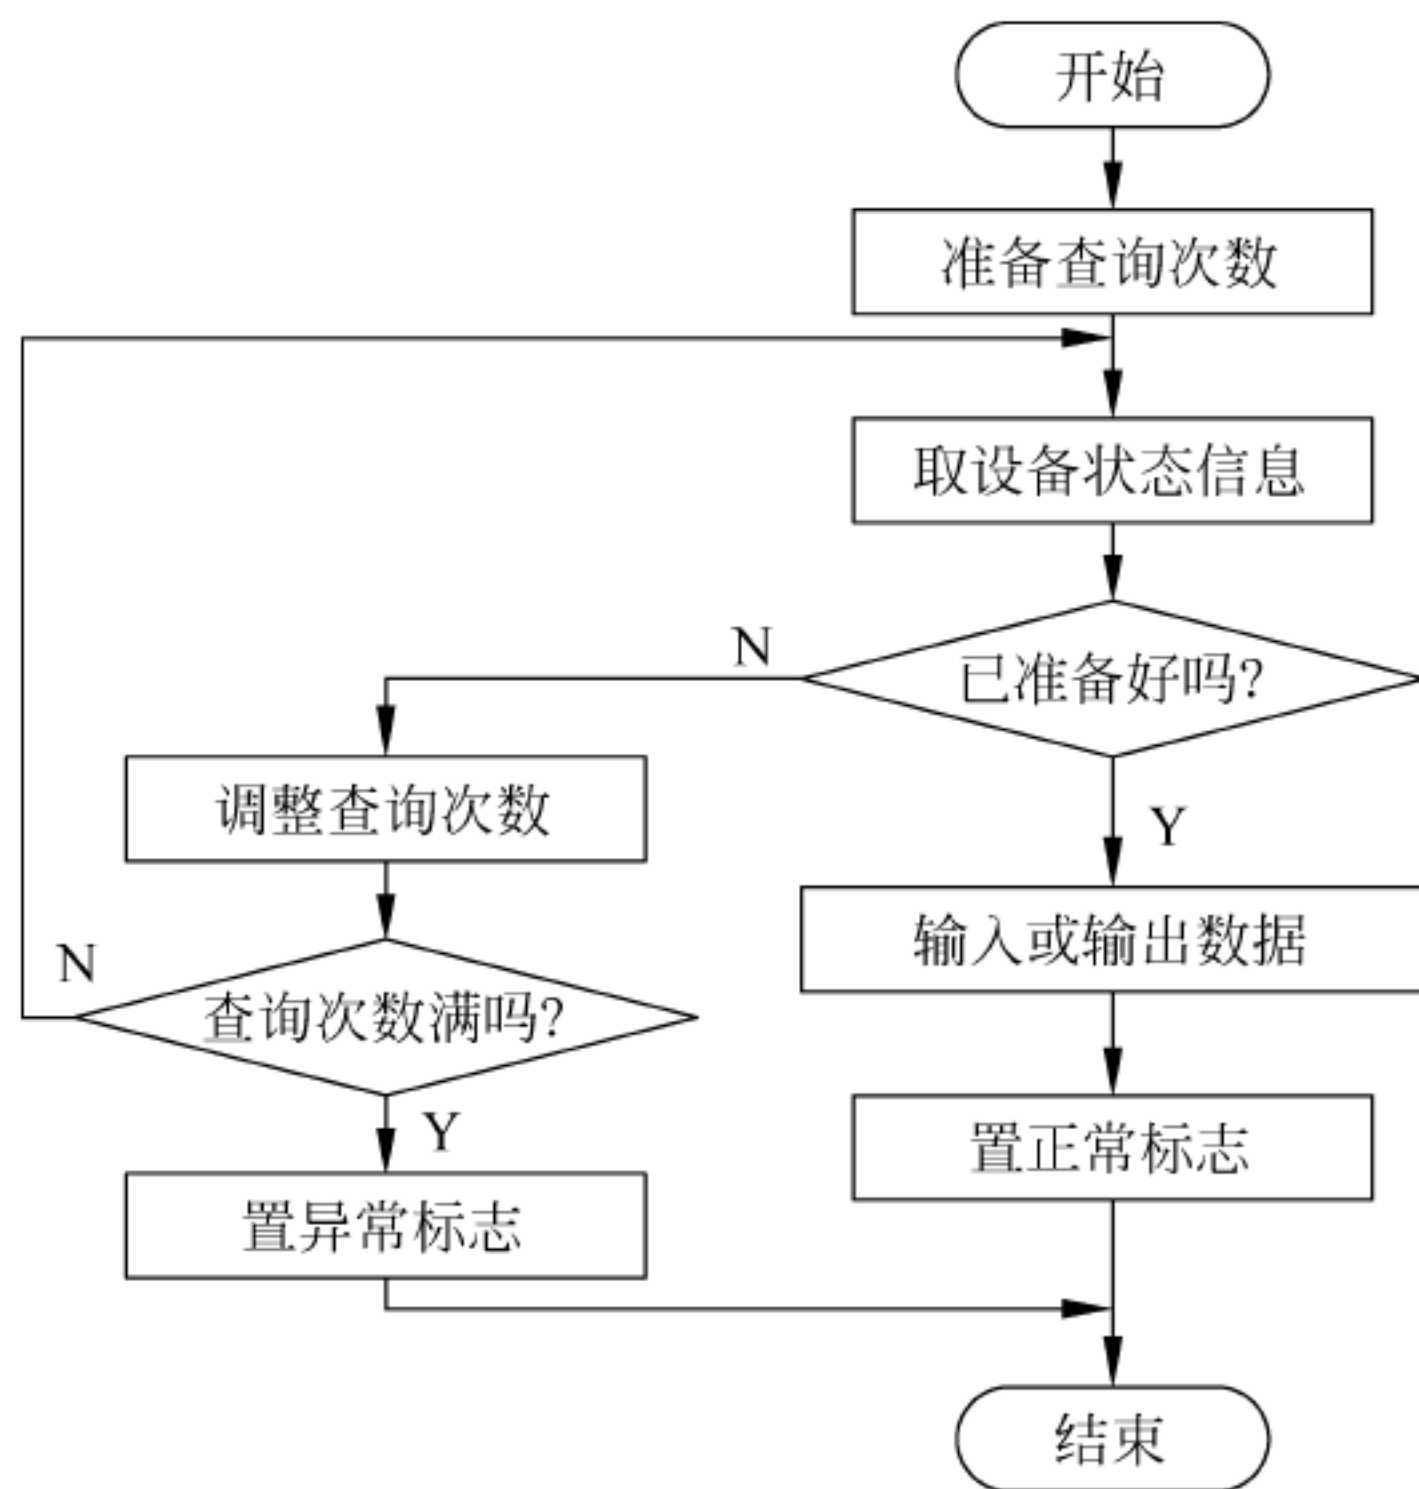 开始
准备查询次数
取设备状态信息
N
已准备好吗?
调整查询次数
Y
输入或输出数据
N
查询次数满吗?
Y
置正常标志
置异常标志
结束